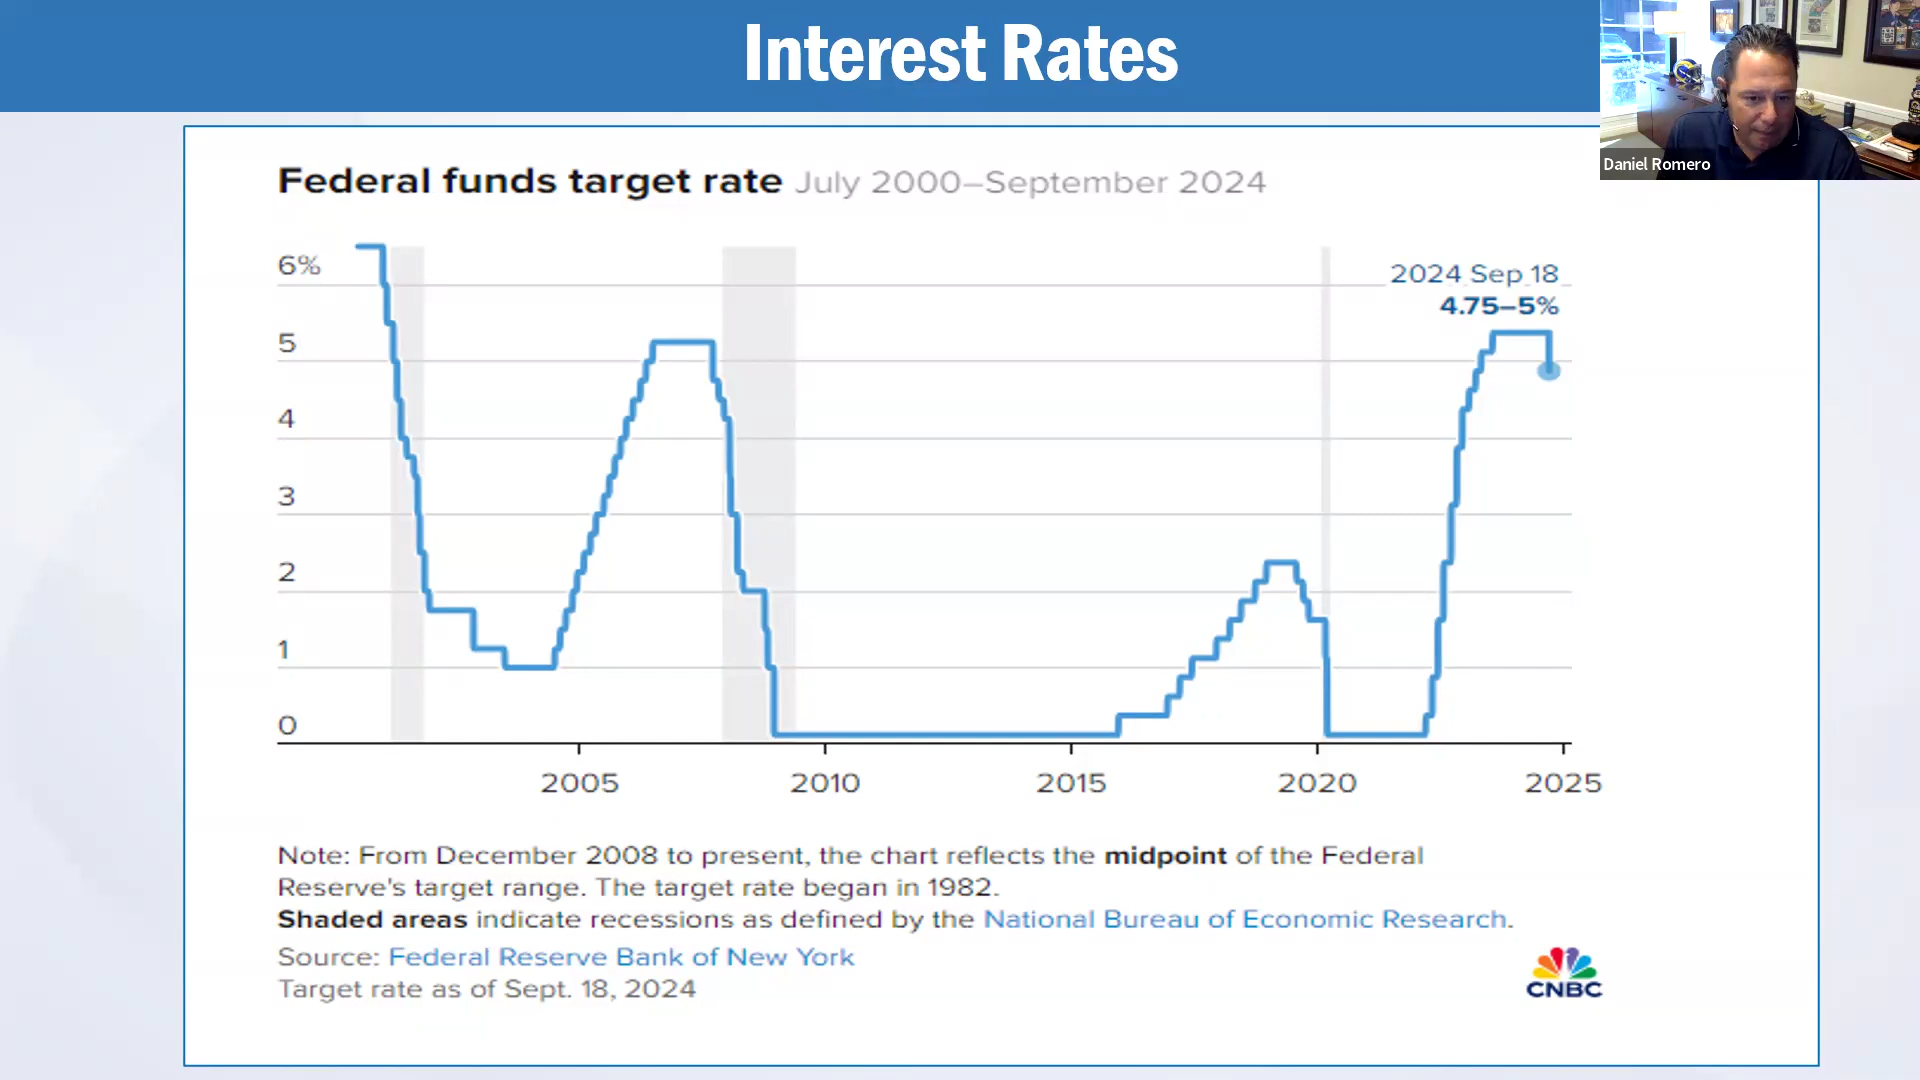 Interest Rates
Daniel Romero
Federal funds target rate July 2000–September 2024
6%
5
4
3
2
1
0
2024 Sep 18
4.75–5%
2005
2010
2015
2020
2025
Note: From December 2008 to present, the chart reflects the midpoint of the Federal
Reserve's target range. The target rate began in 1982.
Shaded areas indicate recessions as defined by the National Bureau of Economic Research.
Source: Federal Reserve Bank of New York
Target rate as of Sept. 18, 2024
CNBC